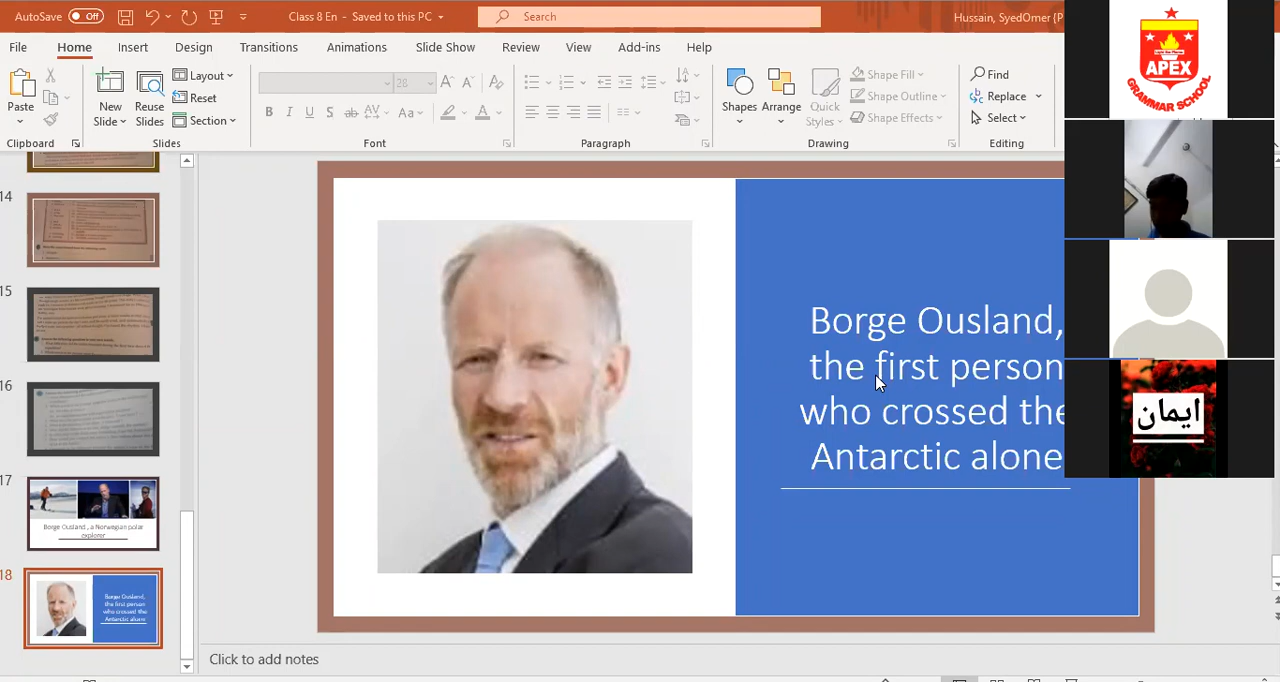 AutoSave Off
Class 8 En - Saved to this PC
Search
Hussain, SyedOmer (P
File Home Insert Design Transitions Animations Slide Show Review View Add-ins Help
Paste
New Slide
Reuse Slides
Layout
Reset
Section
28
B I U S ab AV Aa A
Shapes
Arrange
Quick Styles
Shape Fill
Shape Outline
Shape Effects
Find
Replace
Select
Clipboard
Slides
Font
Paragraph
Drawing
Editing
14
15
16
17
Borge Ousland , a Norwegian polar
explorer
18
Borge Ousland,
the first person
who crossed the
Antarctic alone
Borge Ousland,
the first person
who crossed the
Antarctic alone
Click to add notes
APEX
GRAMMAR SCHOOL
ایمان